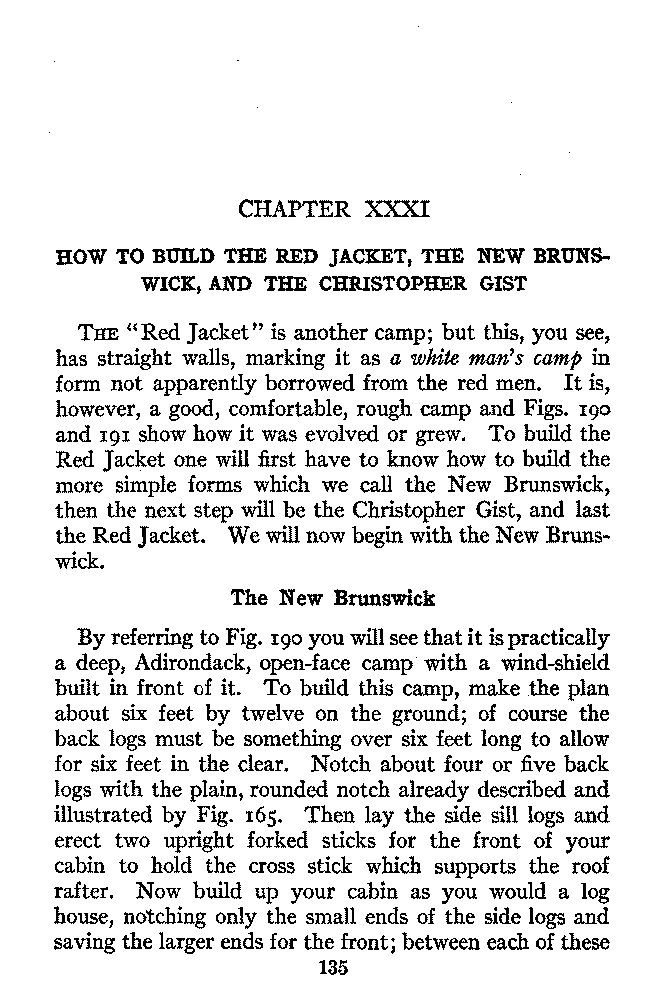 CHAPTER XXXI
HOW TO BUILD THE RED JACKET, THE NEW BRUNS-
WICK, AND THE CHRISTOPHER GIST
THE "Red Jacket" is another camp; but this, you see,
has straight walls, marking it as a white man's camp in
form not apparently borrowed from the red men. It is,
however, a good, comfortable, rough camp and Figs. 190
and 191 show how it was evolved or grew. To build the
Red Jacket one will first have to know how to build the
more simple forms which we call the New Brunswick,
then the next step will be the Christopher Gist, and last
the Red Jacket. We will now begin with the New Bruns-
wick.
The New Brunswick
By referring to Fig. 190 you will see that it is practically
a deep, Adirondack, open-face camp with a wind-shield
built in front of it. To build this camp, make the plan
about six feet by twelve on the ground; of course the
back logs must be something over six feet long to allow
for six feet in the clear. Notch about four or five back
logs with the plain, rounded notch already described and
illustrated by Fig. 165. Then lay the side sill logs and
erect two upright forked sticks for the front of your
cabin to hold the cross stick which supports the roof
rafter. Now build up your cabin as you would a log
house, notching only the small ends of the side logs and
saving the larger ends for the front; between each of these
135